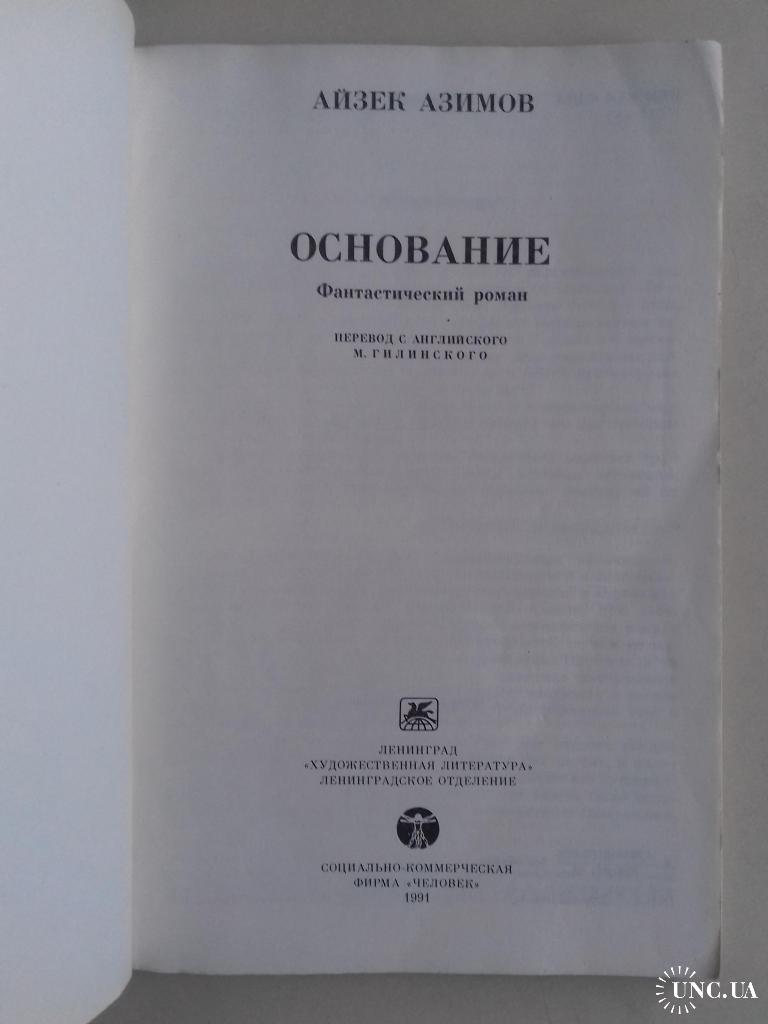 АЙЗЕК АЗИМОВ
ОСНОВАНИЕ
Фантастический роман
ПЕРЕВОД С АНГЛИЙСКОГО
М. ГИЛИНСКОГО
ЛЕНИНГРАД
«ХУДОЖЕСТВЕННАЯ ЛИТЕРАТУРА»
ЛЕНИНГРАДСКОЕ ОТДЕЛЕНИЕ
СОЦИАЛЬНО-КОММЕРЧЕСКАЯ
ФИРМА «ЧЕЛОВЕК»
1991
UNC.UA